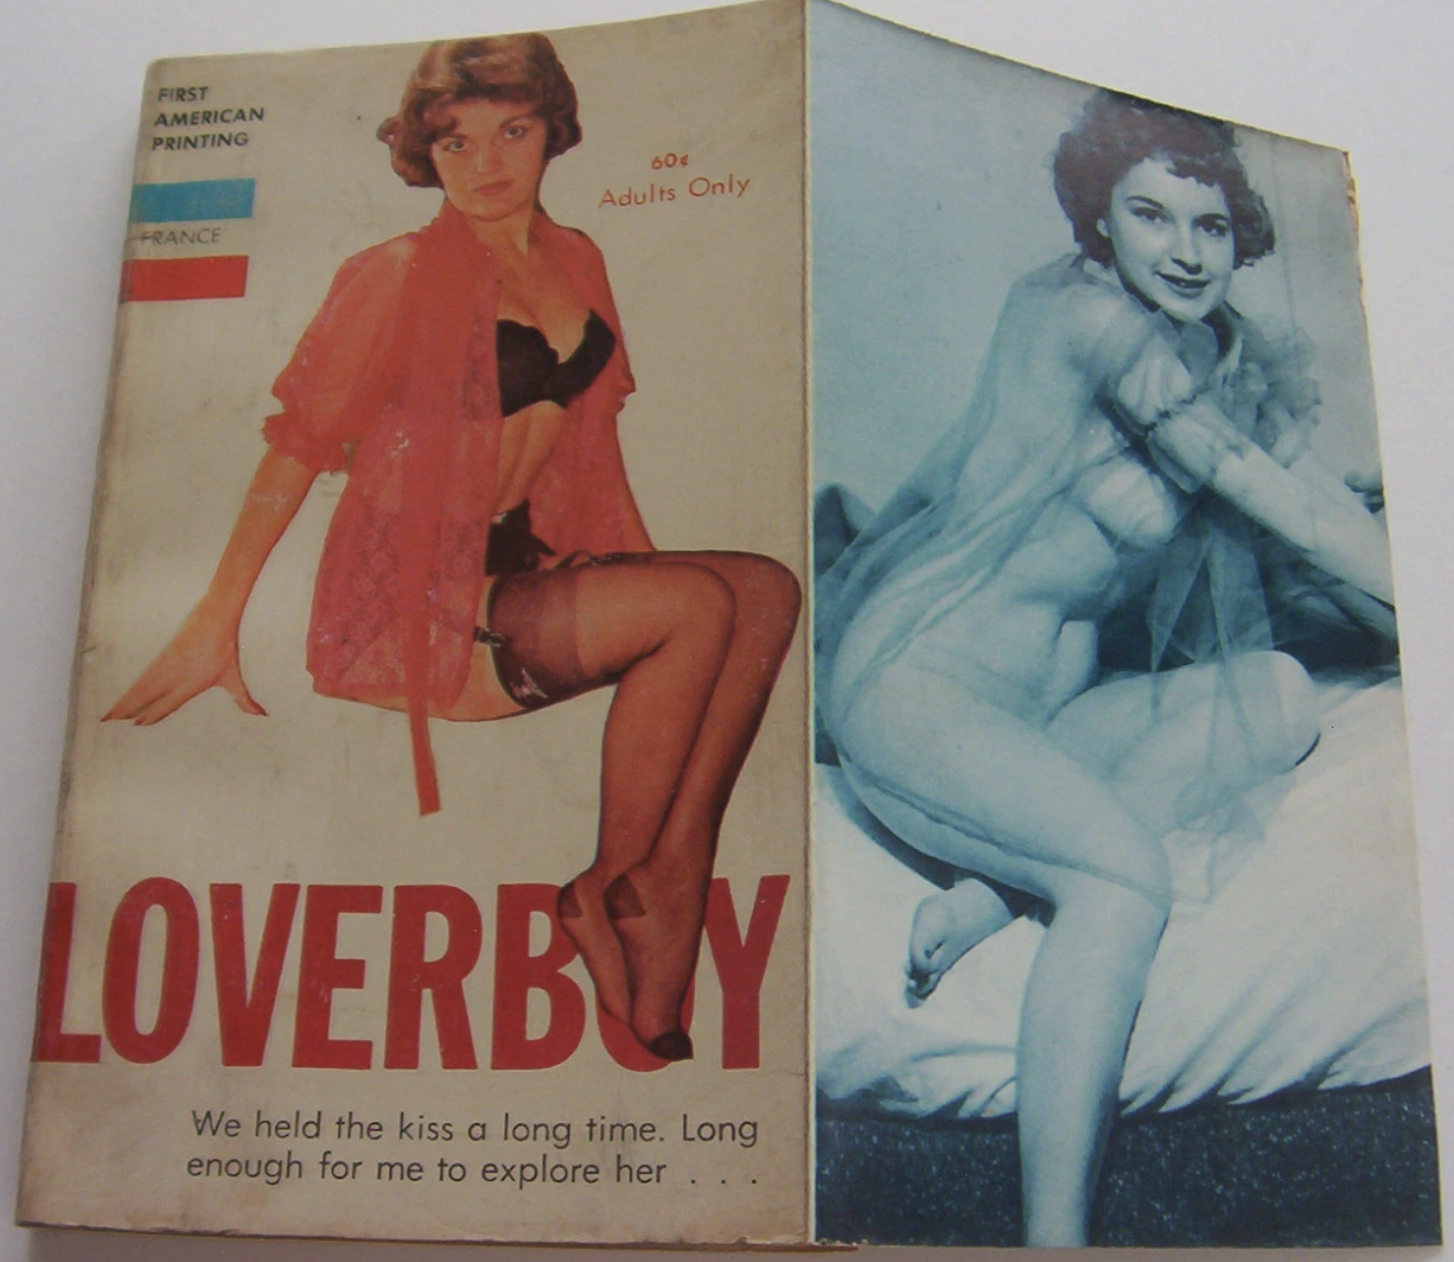 FIRST
AMERICAN
PRINTING
FRANCE
60¢
Adults Only
LOVERBOY
We held the kiss a long time. Long
enough for me to explore her . . .